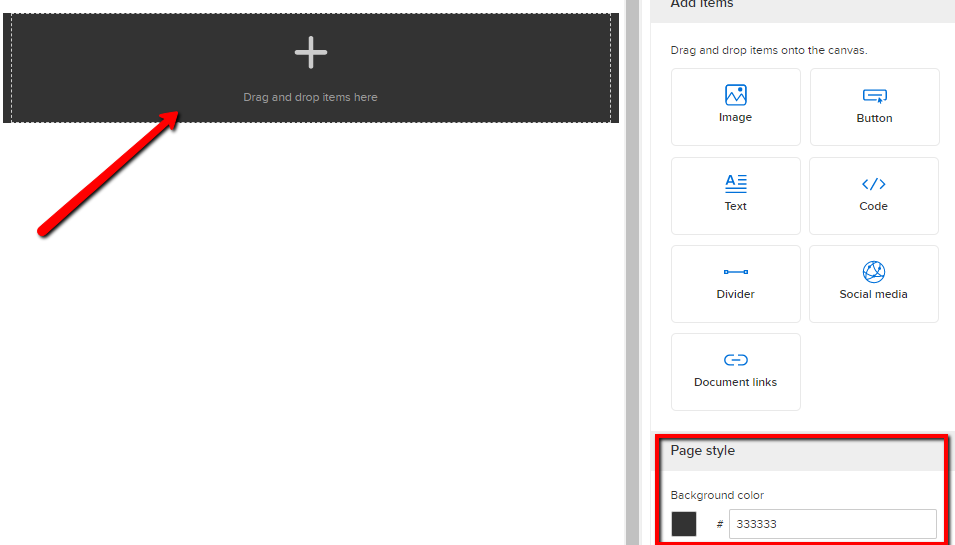 Add items
Drag and drop items here
Drag and drop items onto the canvas.
Image
Button
Text
Code
Divider
Social media
Document links
Page style
Background color
# 333333